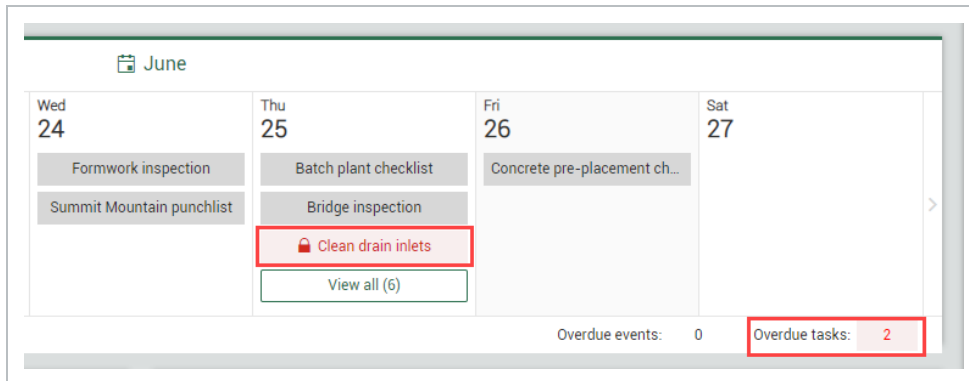 June
Wed
24
Formwork inspection
Summit Mountain punchlist
Thu
25
Batch plant checklist
Bridge inspection
Clean drain inlets
View all (6)
Fri
26
Concrete pre-placement ch...
Sat
27
Overdue events: 0 Overdue tasks: 2